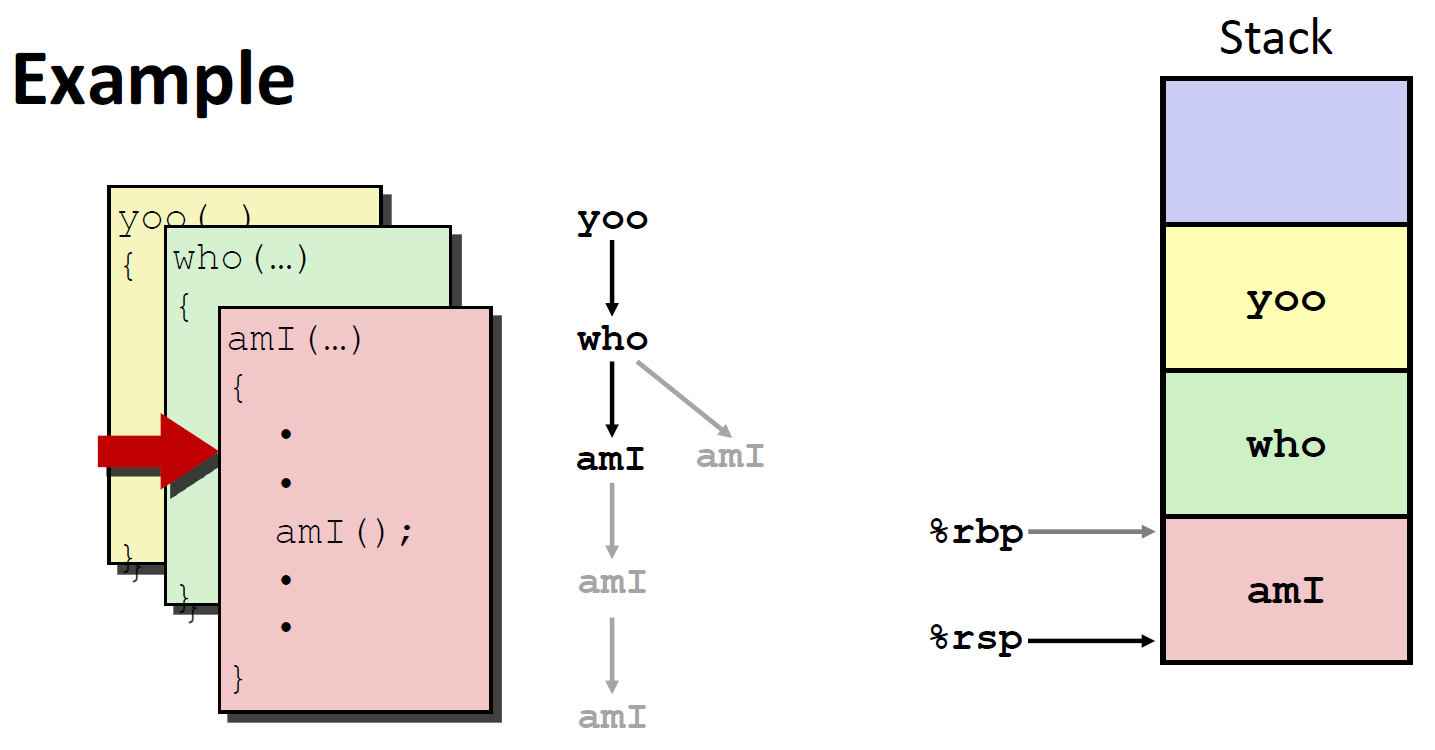 Example
yoo(…)
{
}
}
who(…)
{
}
}
amI(…)
{
•
•
amI();
•
•
}
yoo
who
amI
amI
amI
amI
Stack
yoo
who
amI
%rbp
%rsp